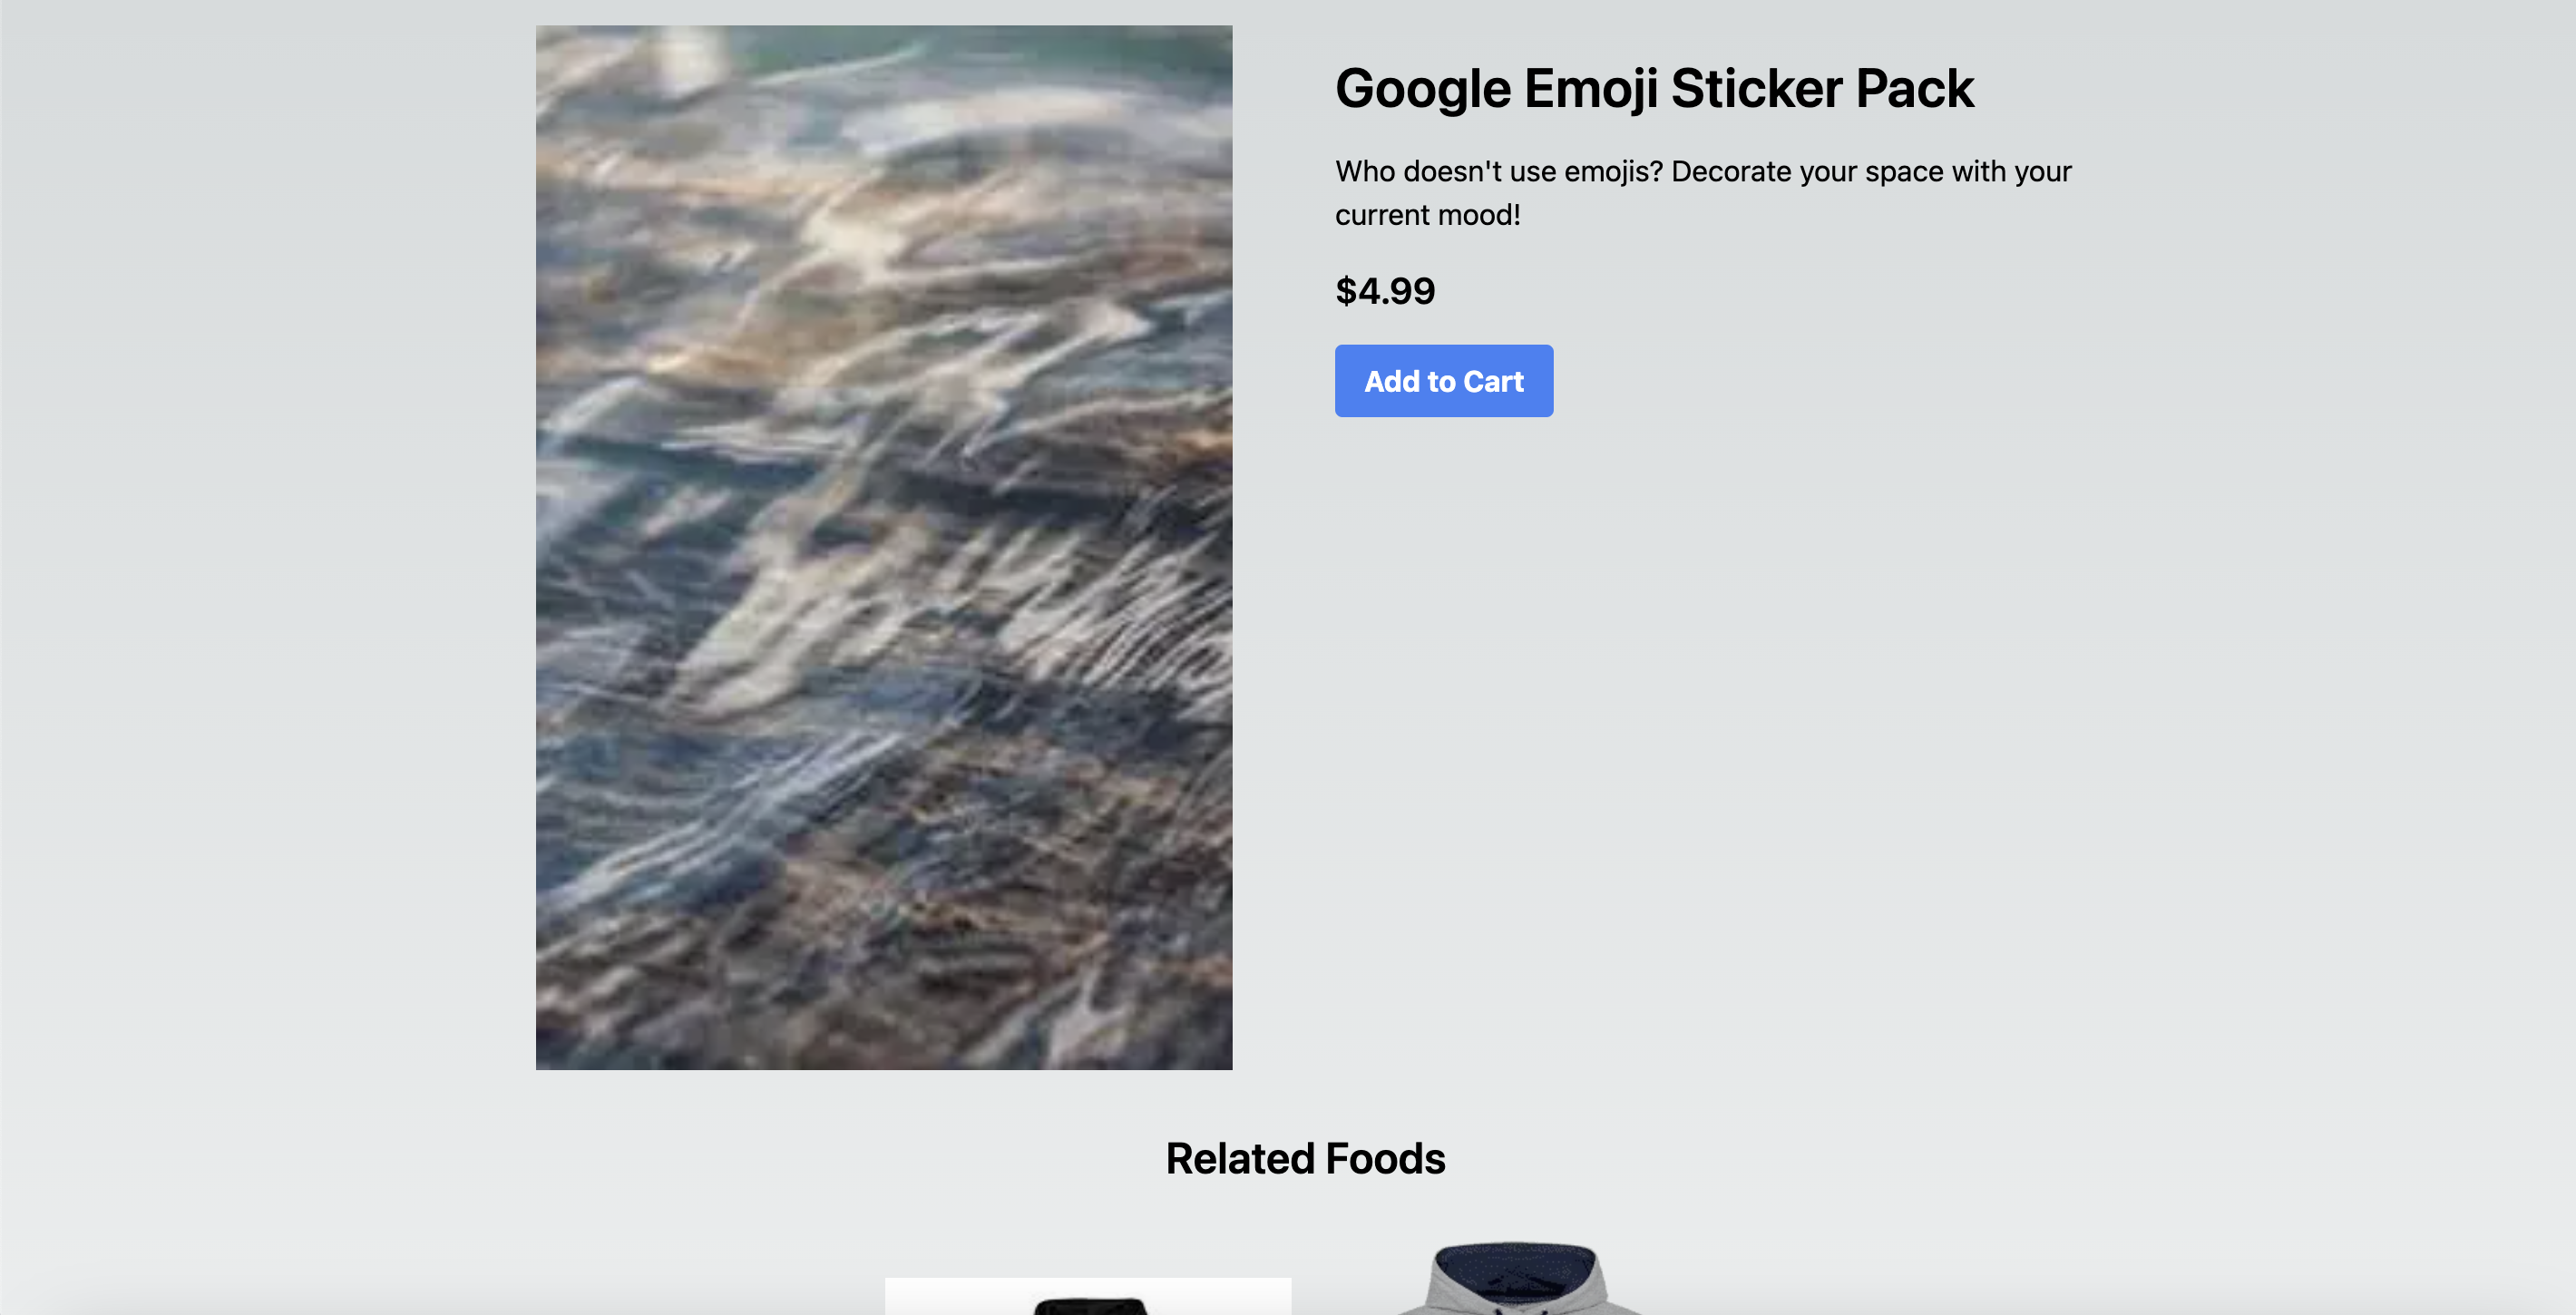 Google Emoji Sticker Pack
Who doesn't use emojis? Decorate your space with your
current mood!
$4.99
Add to Cart
Related Foods